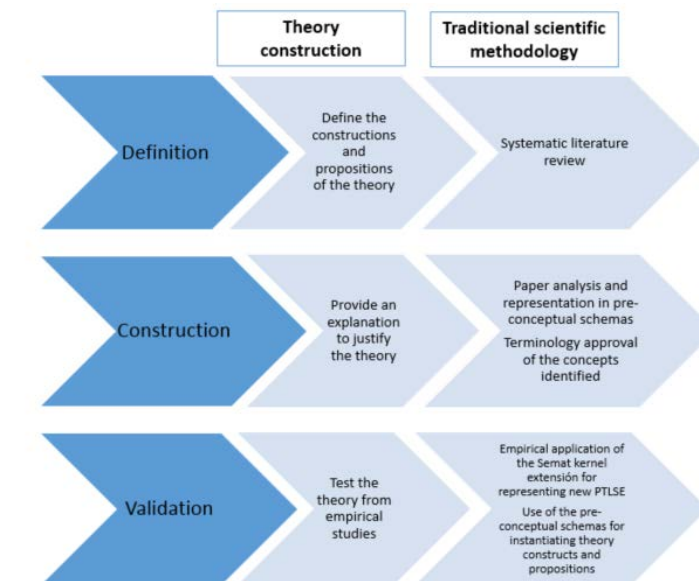 Theory
construction
Traditional scientific
methodology
Definition
Define the
constructions
and
propositions
of the theory
Systematic literature
review
Construction
Provide an
explanation
to justify
the theory
Paper analysis and
representation in pre-
conceptual schemas
Terminology approval
of the concepts
identified
Validation
Test the
theory from
empirical
studies
Empirical application of
the Semat kernel
extensión for
representing new PTLSE
Use of the pre-
conceptual schemas for
instantiating theory
constructs and
propositions